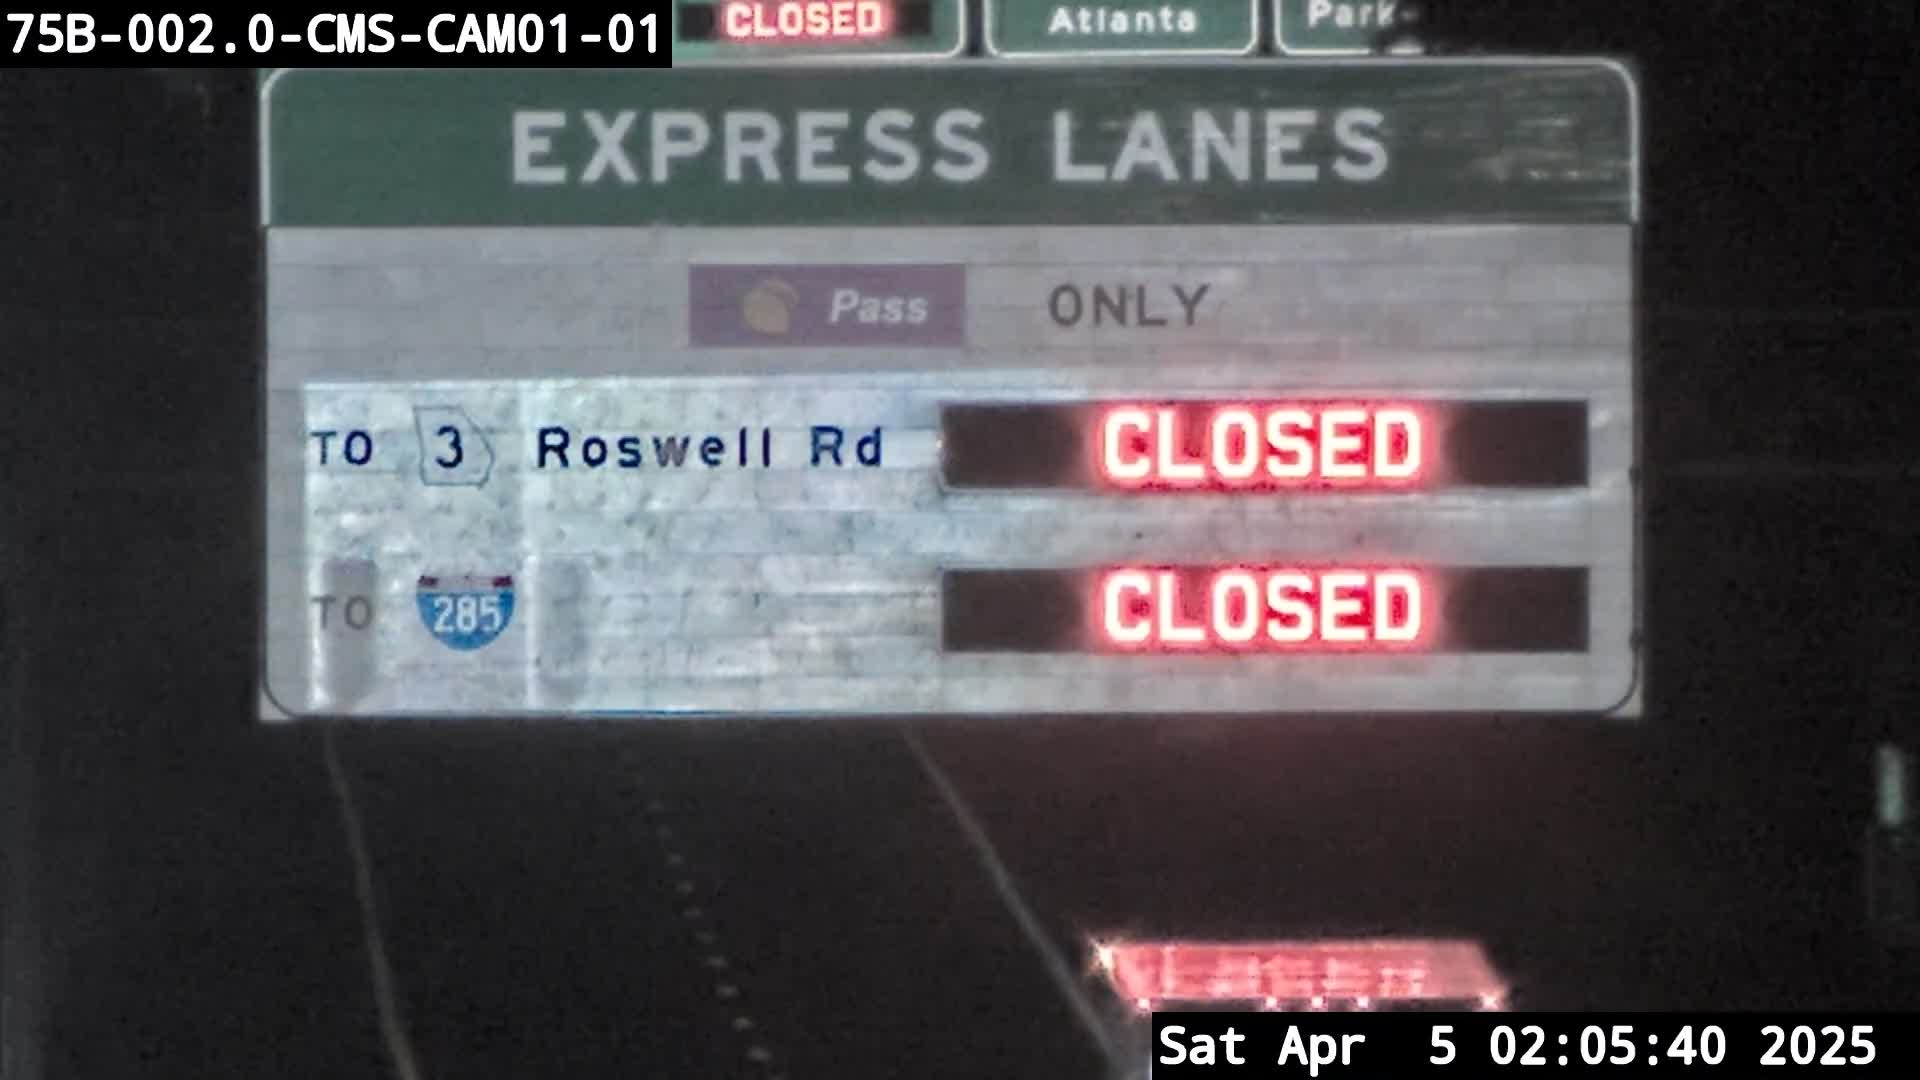 75B-002.0-CMS-CAM01-01
CLOSED
Atlanta
Park-
EXPRESS LANES
Pass ONLY
TO 3 Roswell Rd CLOSED
TO 285 CLOSED
Sat Apr 5 02:05:40 2025